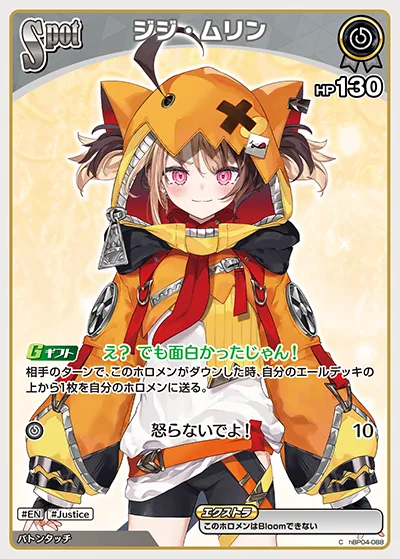 Spot
ジジ・ムリン
HP130
Gギフト え? でも面白かったじゃん!
相手のターンで、このホロメンがダウンした時、自分のエールデッキの
上から1枚を自分のホロメンに送る。
怒らないでよ! 10
#EN #Justice
エクストラ
このホロメンはBloomできない
バトンタッチ
C hBP04-088